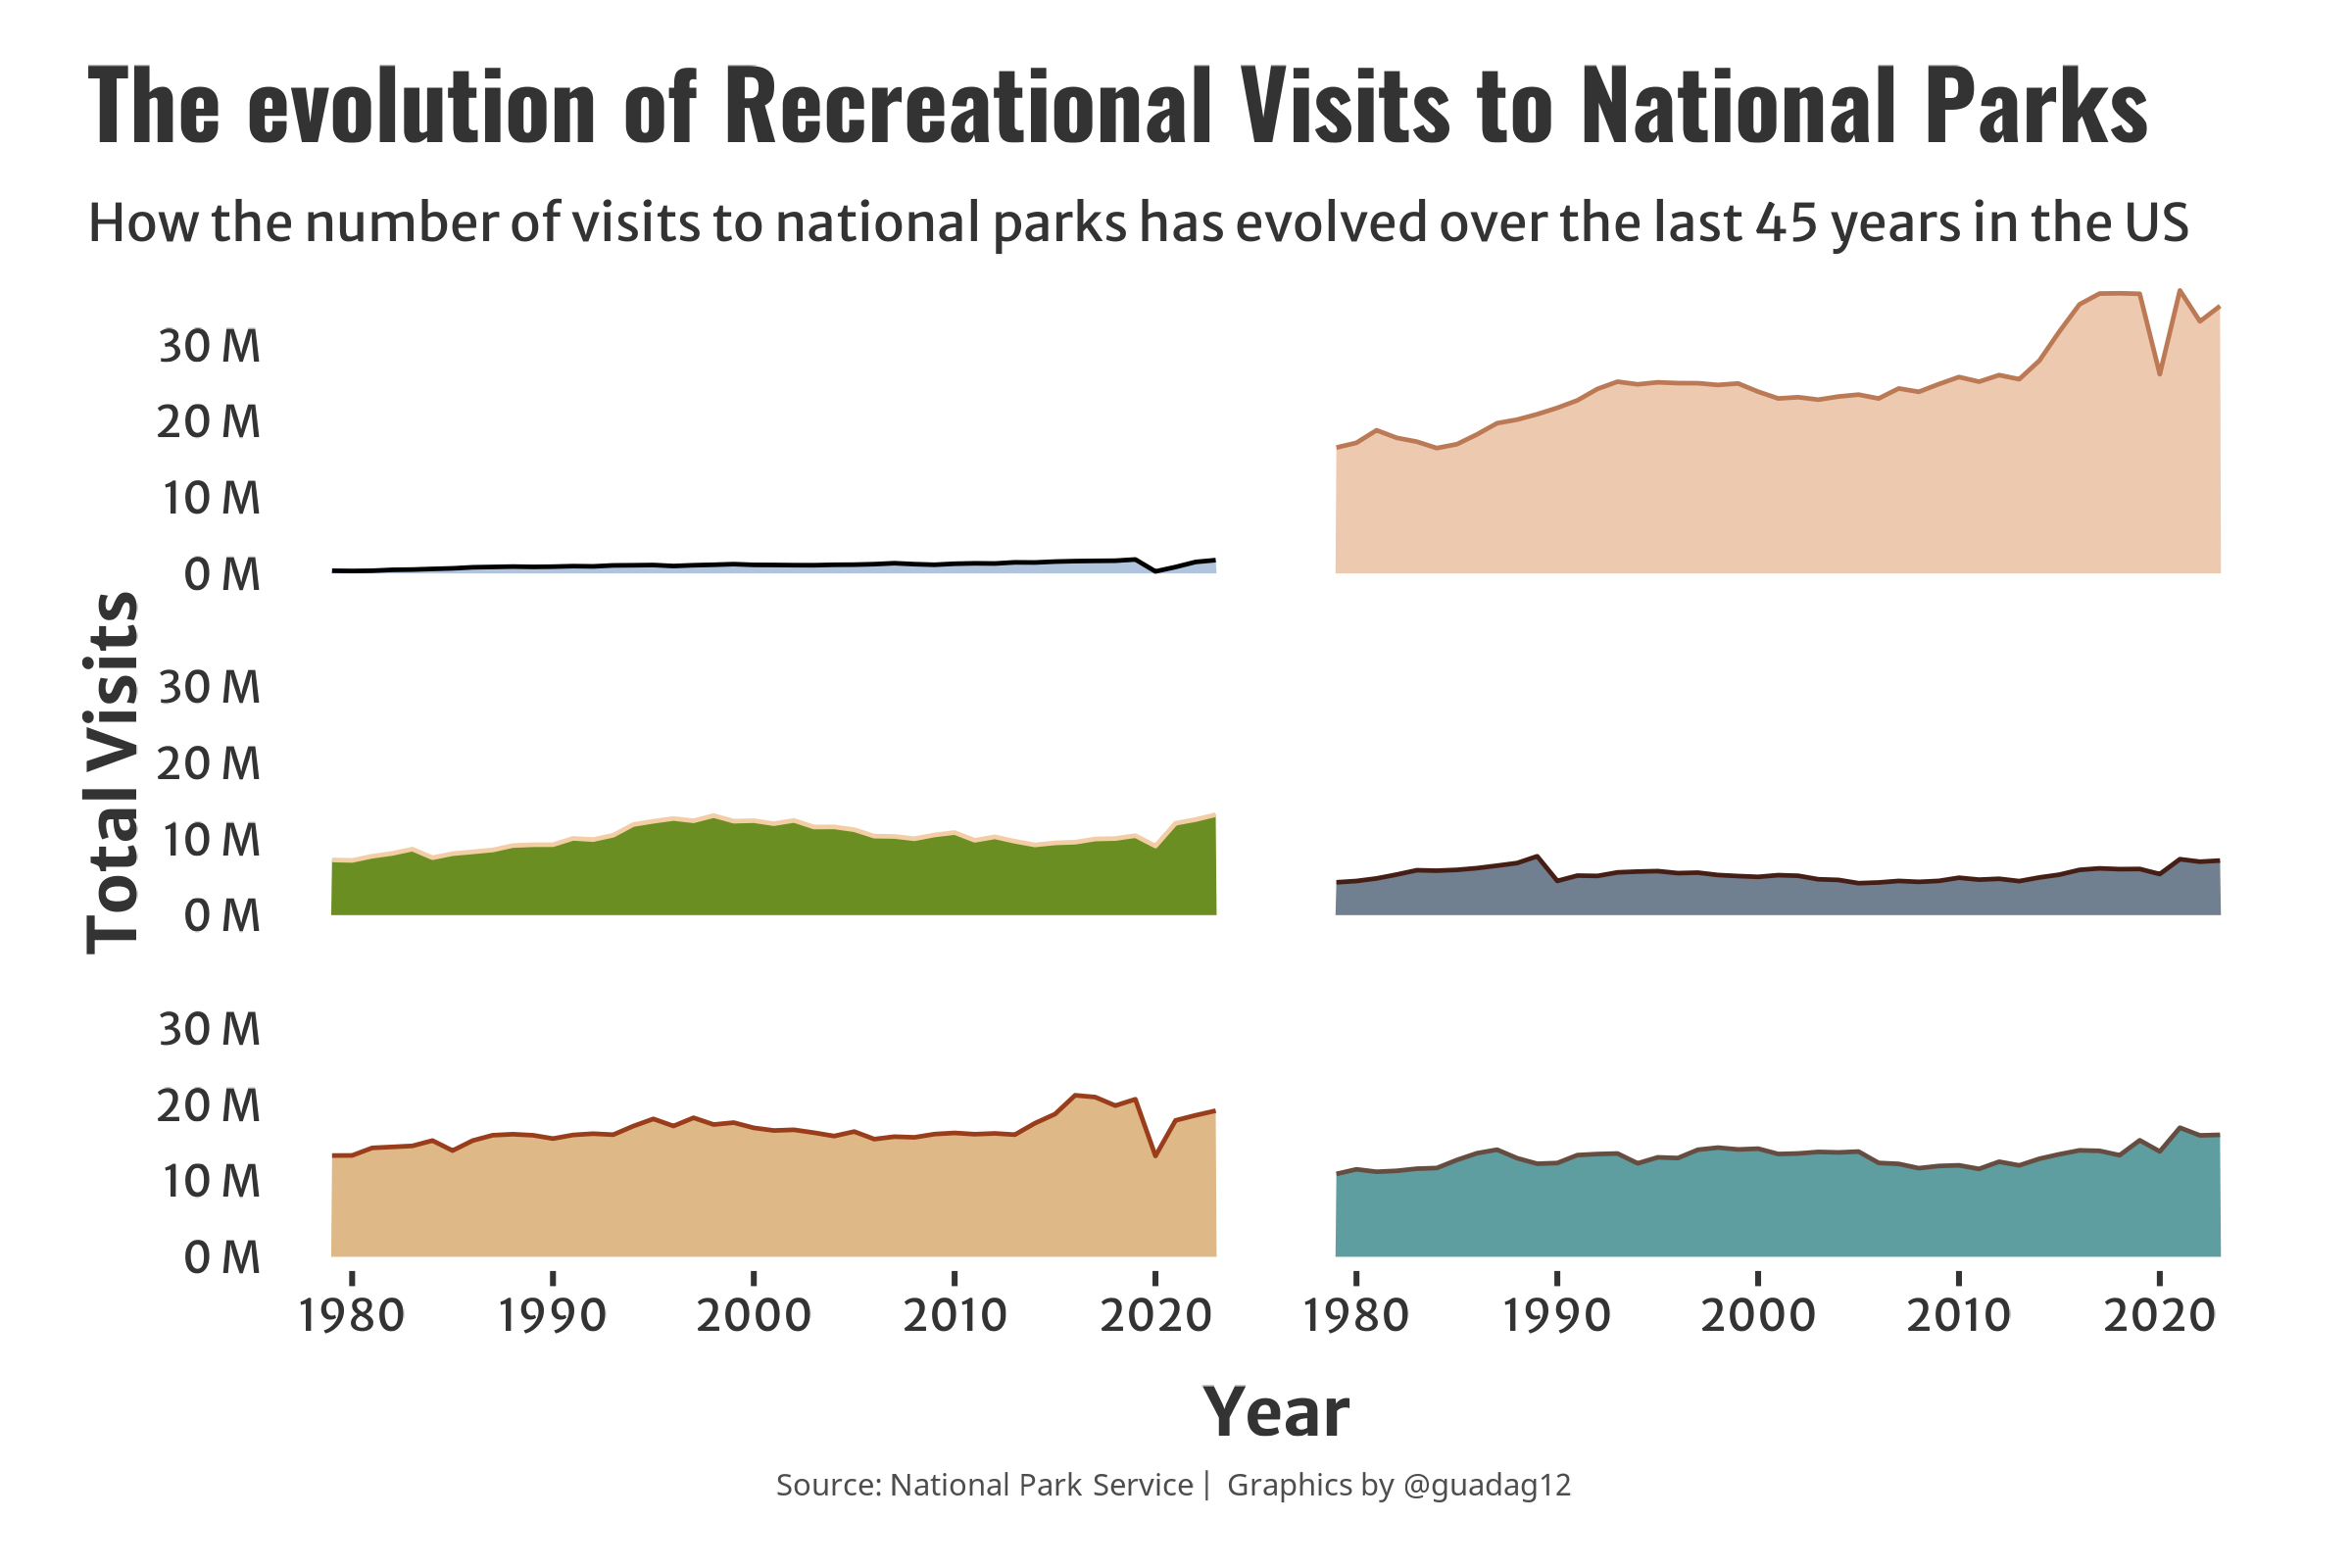 The evolution of Recreational Visits to National Parks
How the number of visits to national parks has evolved over the last 45 years in the US
Total Visits
30 M
20 M
10 M
0 M
30 M
20 M
10 M
0 M
30 M
20 M
10 M
0 M
1980 1990 2000 2010 2020 1980 1990 2000 2010 2020
Year
Source: National Park Service | Graphics by @guadag12